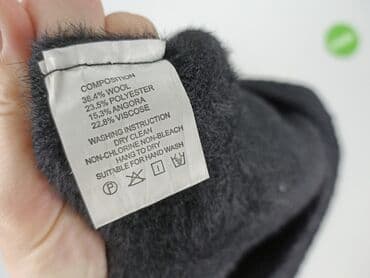 COMPOSITION
38.4% WOOL
23.5% POLYESTER
15.3% ANGORA
22.8% VISCOSE
WASHING INSTRUCTION
DRY CLEAN
NON-CHLORINE NON-BLEACH
HANG TO DRY
SUITABLE FOR HAND WASH
P